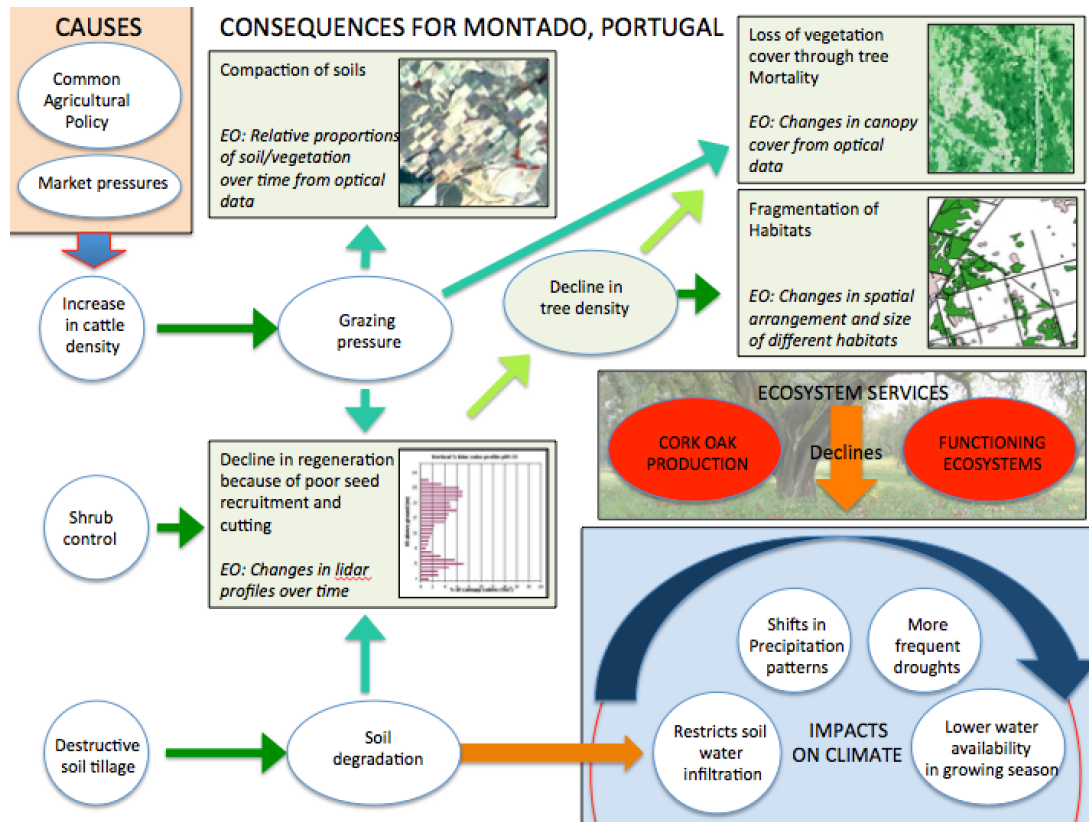 CAUSES
Common
Agricultural
Policy
Market pressures
CONSEQUENCES FOR MONTADO, PORTUGAL
Compaction of soils
EO: Relative proportions
of soil/vegetation
over time from optical
data
Loss of vegetation
cover through tree
Mortality
EO: Changes in canopy
cover from optical
data
Fragmentation of
Habitats
EO: Changes in spatial
arrangement and size
of different habitats
Increase
in cattle
density
Grazing
pressure
Decline in
tree density
ECOSYSTEM SERVICES
CORK OAK
PRODUCTION
Declines
FUNCTIONING
ECOSYSTEMS
Shrub
control
Decline in regeneration
because of poor seed
recruitment and
cutting
EO: Changes in lidar
profiles over time
Destructive
soil tillage
Soil
degradation
Shifts in
Precipitation
patterns
More
frequent
droughts
Restricts soil
water
infiltration
IMPACTS
ON CLIMATE
Lower water
availability
in growing season